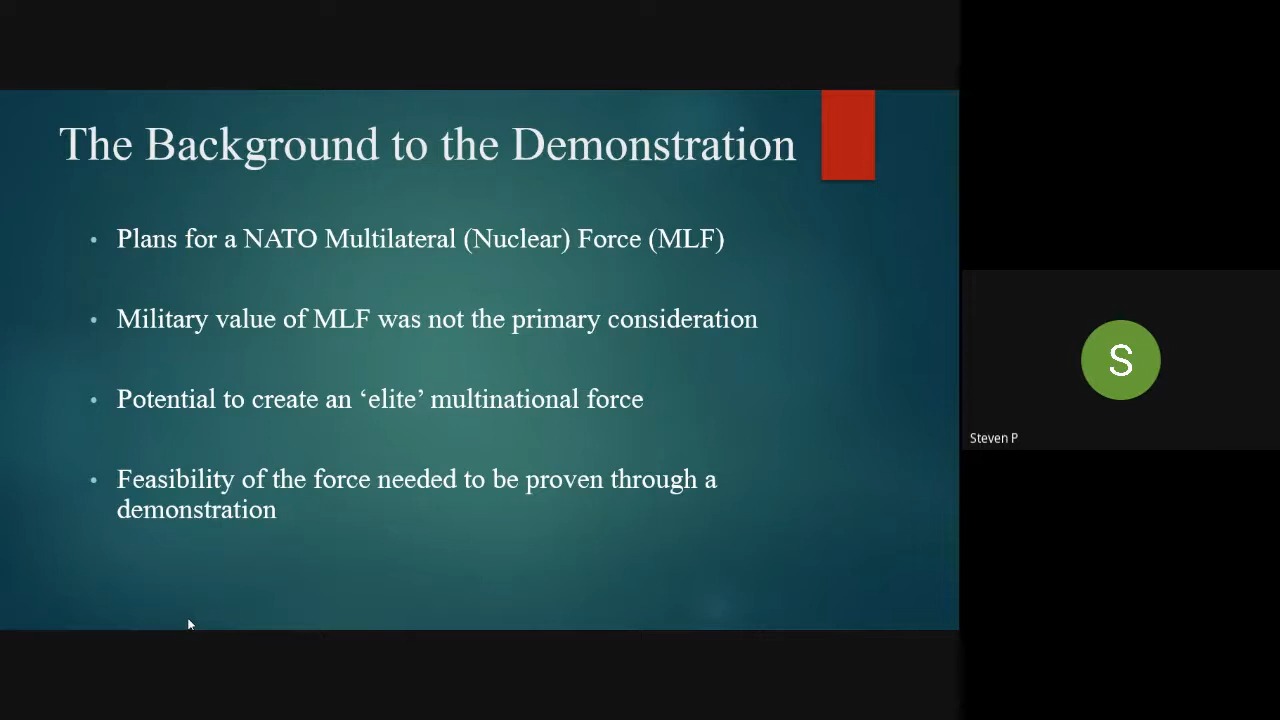 The Background to the Demonstration
• Plans for a NATO Multilateral (Nuclear) Force (MLF)
• Military value of MLF was not the primary consideration
• Potential to create an ‘elite’ multinational force
• Feasibility of the force needed to be proven through a
demonstration
S
Steven P